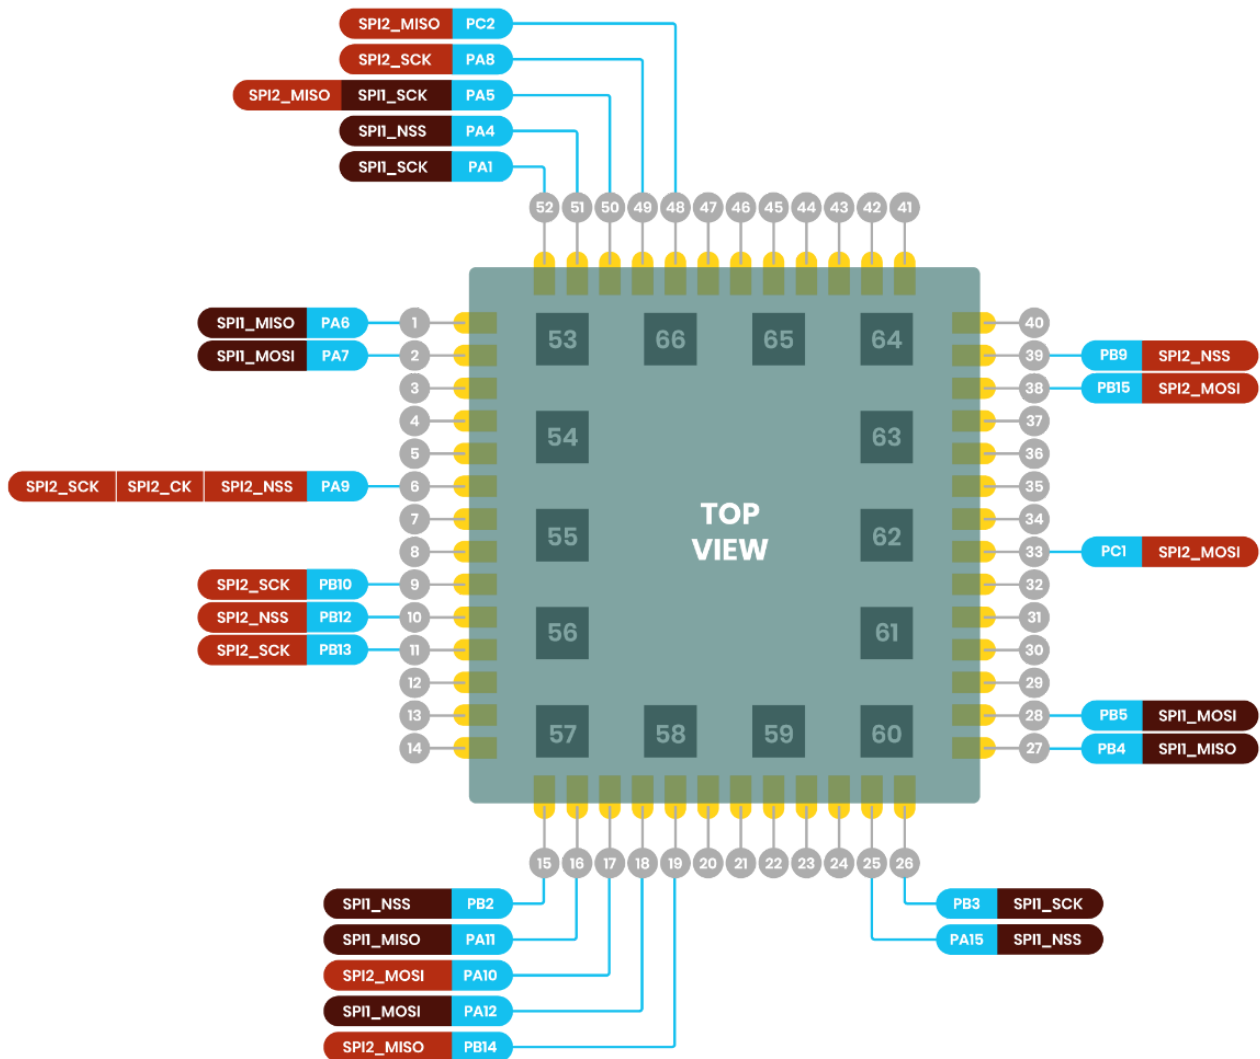 SPI2_MISO PC2
SPI2_SCK PA8
SPI2_MISO SPI1_SCK PA5
SPI1_NSS PA4
SPI1_SCK PA1
52 51 50 49 48 47 46 45 44 43 42 41
SPI1_MISO PA6 1
SPI1_MOSI PA7 2
3
4
5
SPI2_SCK SPI2_CK SPI2_NSS PA9 6
7
8
SPI2_SCK PB10 9
SPI2_NSS PB12 10
SPI2_SCK PB13 11
12
13
14
53 66 65 64
54 63
55 62
56 61
57 58 59 60
TOP
VIEW
40
39 PB9 SPI2_NSS
38 PB15 SPI2_MOSI
37
36
35
34
33 PC1 SPI2_MOSI
32
31
30
29
28 PB5 SPI1_MOSI
27 PB4 SPI1_MISO
15 16 17 18 19 20 21 22 23 24 25 26
SPI1_NSS PB2
SPI1_MISO PA11
SPI2_MOSI PA10
SPI1_MOSI PA12
SPI2_MISO PB14
PB3 SPI1_SCK
PA15 SPI1_NSS